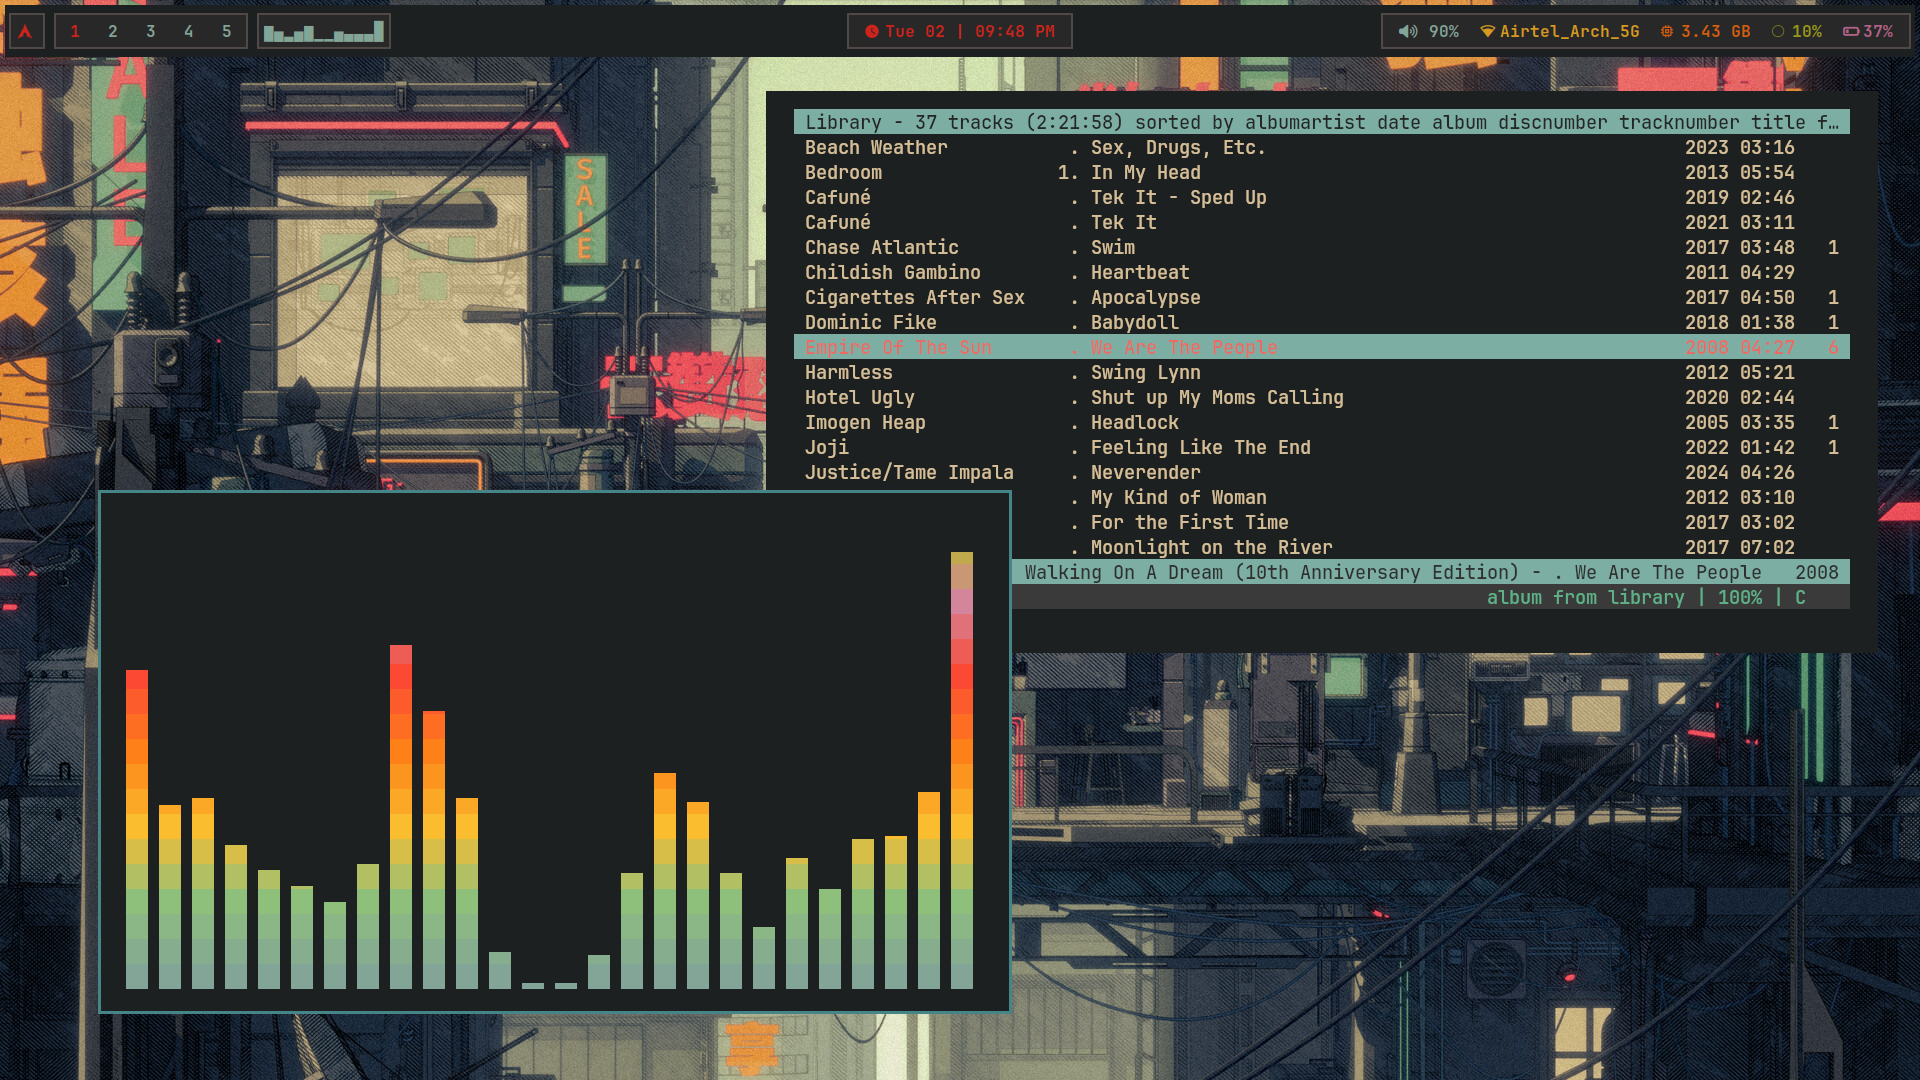 1 2 3 4 5
Tue 02 | 09:48 PM
90% Airtel_Arch_5G 3.43 GB 10% 37%
SALE
Library - 37 tracks (2:21:58) sorted by albumartist date album discnumber tracknumber title f…
Beach Weather . Sex, Drugs, Etc. 2023 03:16
Bedroom 1. In My Head 2013 05:54
Cafuné . Tek It - Sped Up 2019 02:46
Cafuné . Tek It 2021 03:11
Chase Atlantic . Swim 2017 03:48 1
Childish Gambino . Heartbeat 2011 04:29
Cigarettes After Sex . Apocalypse 2017 04:50 1
Dominic Fike . Babydoll 2018 01:38 1
Empire Of The Sun . We Are The People 2008 04:27 6
Harmless . Swing Lynn 2012 05:21
Hotel Ugly . Shut up My Moms Calling 2020 02:44
Imogen Heap . Headlock 2005 03:35 1
Joji . Feeling Like The End 2022 01:42 1
Justice/Tame Impala . Neverender 2024 04:26
. My Kind of Woman 2012 03:10
. For the First Time 2017 03:02
. Moonlight on the River 2017 07:02
Walking On A Dream (10th Anniversary Edition) - . We Are The People 2008
album from library | 100% | C